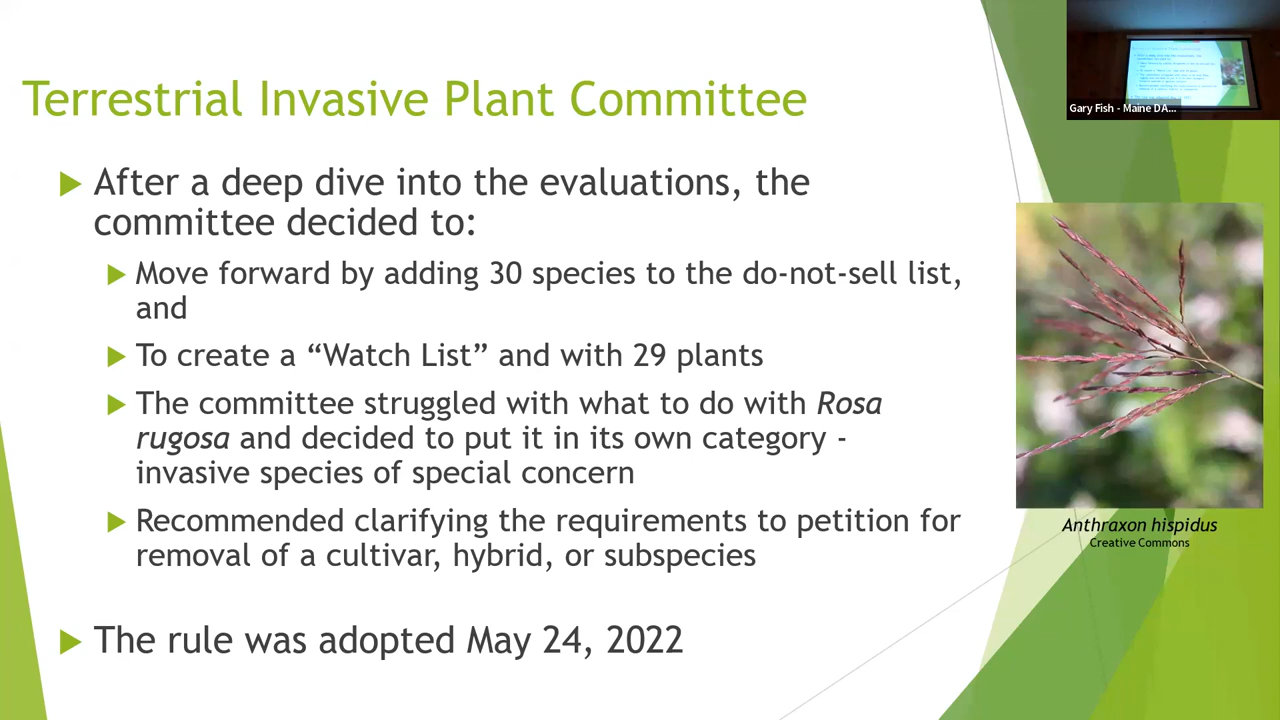 Terrestrial Invasive Plant Committee
After a deep dive into the evaluations, the
committee decided to:
Move forward by adding 30 species to the do-not-sell list,
and
To create a “Watch List” and with 29 plants
The committee struggled with what to do with Rosa
rugosa and decided to put it in its own category -
invasive species of special concern
Recommended clarifying the requirements to petition for
removal of a cultivar, hybrid, or subspecies
The rule was adopted May 24, 2022
Gary Fish - Maine DA...
Anthraxon hispidus
Creative Commons